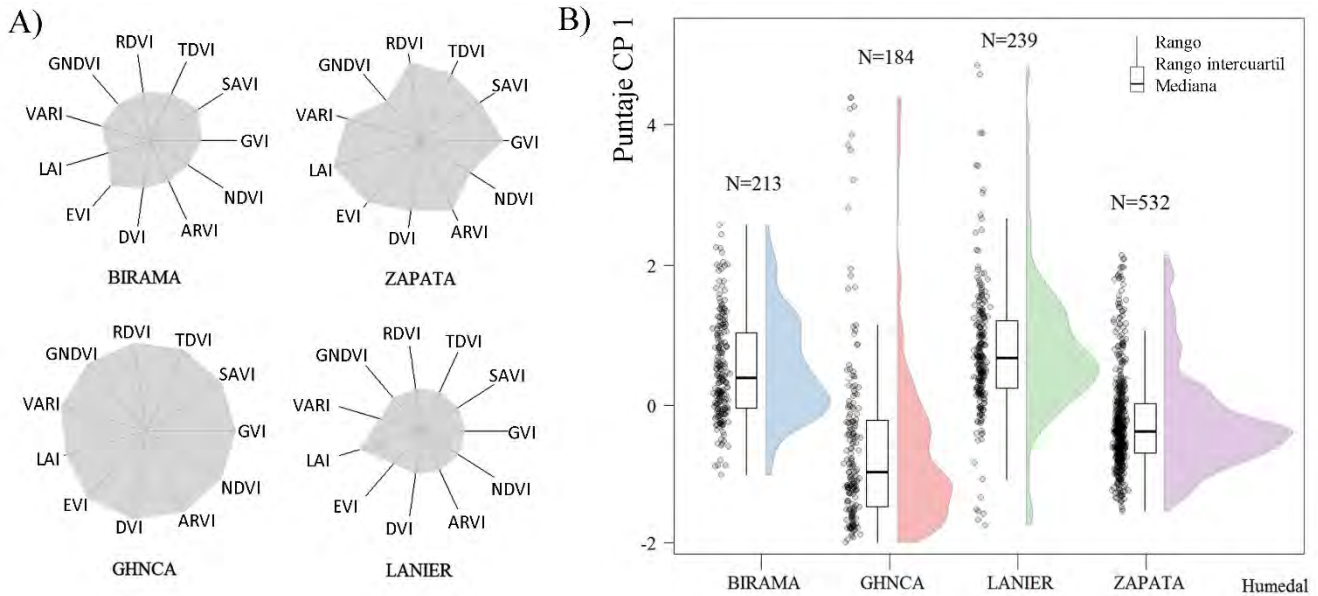 A)
RDVI
TDVI
GNDVI
SAVI
VARI
GVI
LAI
NDVI
EVI
DVI
ARVI
BIRAMA
RDVI
TDVI
GNDVI
SAVI
VARI
GVI
LAI
NDVI
EVI
DVI
ARVI
ZAPATA
RDVI
TDVI
GNDVI
SAVI
VARI
GVI
LAI
NDVI
EVI
DVI
ARVI
GHNCA
RDVI
TDVI
GNDVI
SAVI
VARI
GVI
LAI
NDVI
EVI
DVI
ARVI
LANIER
B)
Puntaje CP 1
4
2
0
-2
N=213
N=184
N=239
N=532
Rango
Rango intercuartil
Mediana
BIRAMA GHNCA LANIER ZAPATA Humedal